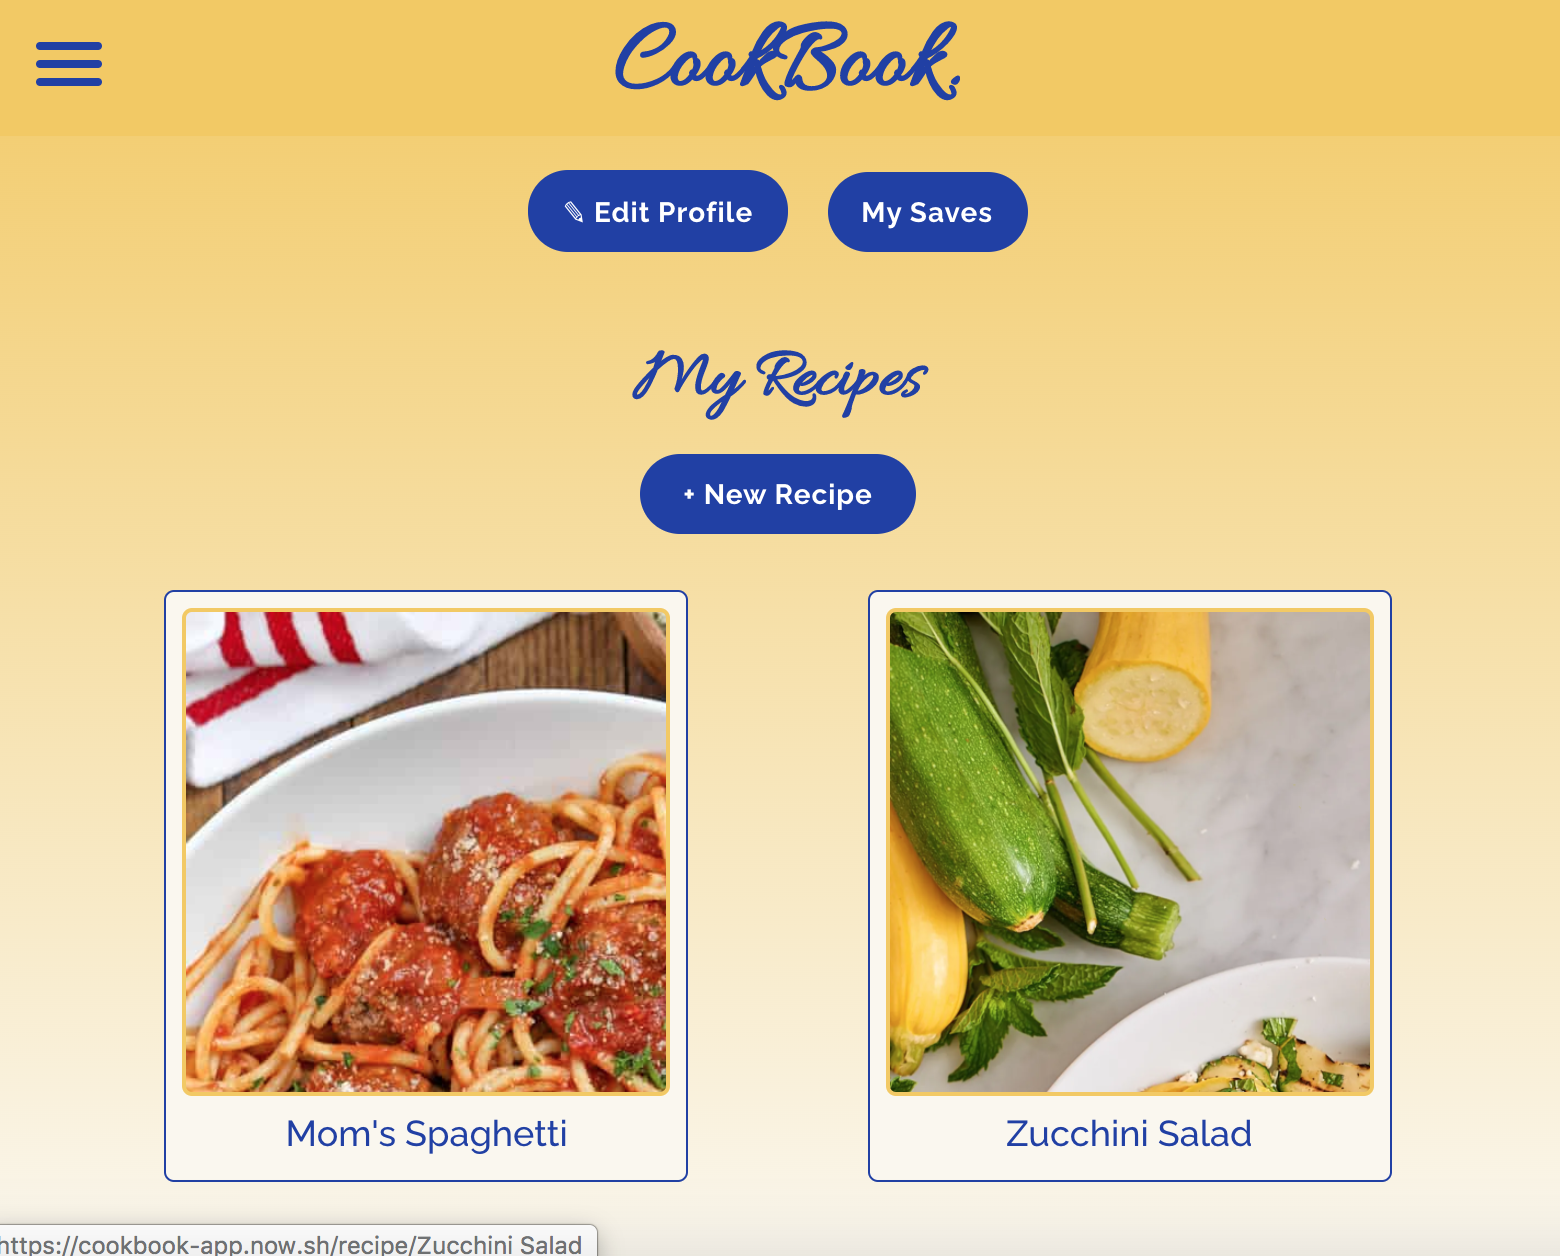 CookBook.
✎ Edit Profile
My Saves
My Recipes
+ New Recipe
Mom's Spaghetti
Zucchini Salad
https://cookbook-app.now.sh/recipe/Zucchini Salad